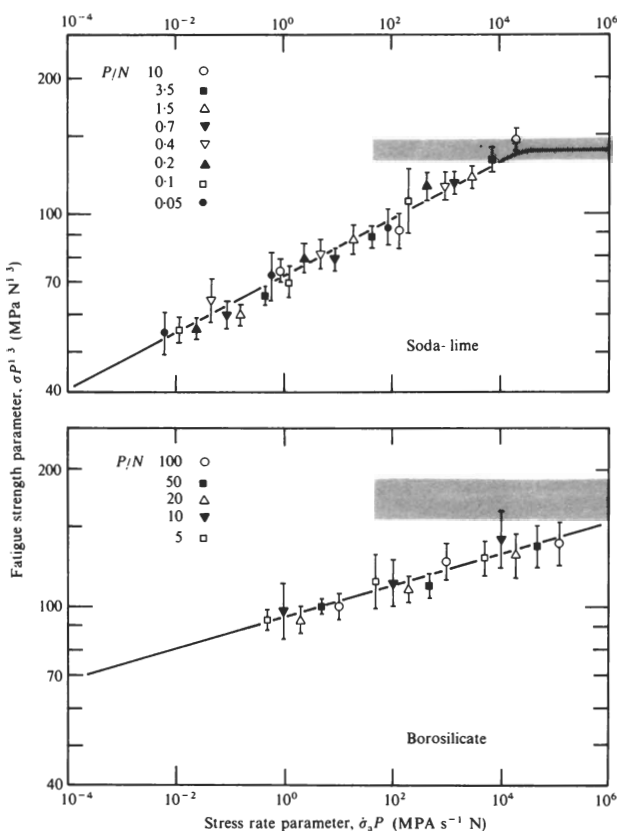 10⁻⁴ 10⁻² 10⁰ 10² 10⁴ 10⁶
200
100
70
40
P/N 10
3·5
1·5
0·7
0·4
0·2
0·1
0·05
Soda-lime
200
100
70
40
P/N 100
50
20
10
5
Borosilicate
10⁻⁴ 10⁻² 10⁰ 10² 10⁴ 10⁶
Stress rate parameter, σ̇ₐP (MPA s⁻¹ N)
Fatigue strength parameter, σP¹ ³ (MPa N¹ ³)